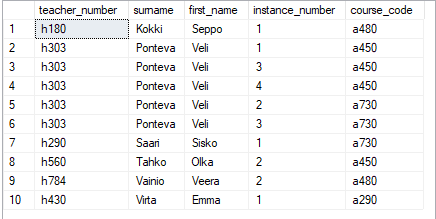 teacher_number surname first_name instance_number course_code
1 h180 Kokki Seppo 1 a480
2 h303 Ponteva Veli 1 a450
3 h303 Ponteva Veli 3 a450
4 h303 Ponteva Veli 4 a450
5 h303 Ponteva Veli 2 a730
6 h303 Ponteva Veli 3 a730
7 h290 Saari Sisko 1 a730
8 h560 Tahko Olka 2 a450
9 h784 Vainio Veera 2 a480
10 h430 Virta Emma 1 a290